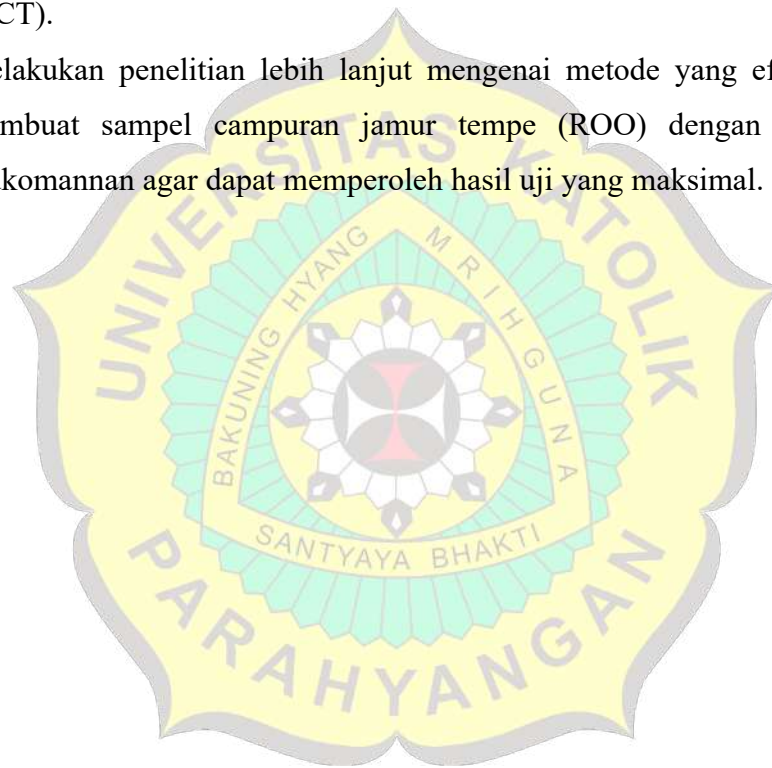 CT).
elakukan penelitian lebih lanjut mengenai metode yang ef
mbuat sampel campuran jamur tempe (ROO) dengan
komannan agar dapat memperoleh hasil uji yang maksimal.
UNIVERSITAS KATOLIK
PARAHYANGAN
BAKUNING HYANG MRIHGUNA
SANTYAYA BHAKTI